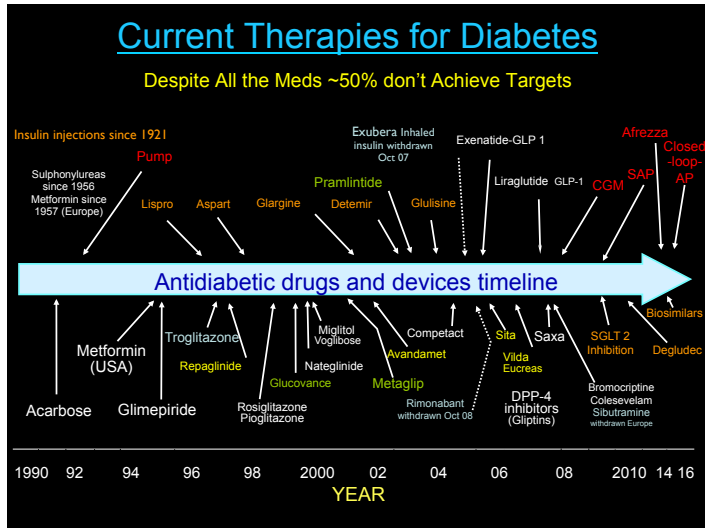 Current Therapies for Diabetes
Despite All the Meds ~50% don't Achieve Targets
Insulin injections since 1921
Pump
Sulphonylureas
since 1956
Metformin since
1957 (Europe)
Lispro
Aspart
Glargine
Exubera Inhaled
insulin withdrawn
Oct 07
Pramlintide
Detemir
Glulisine
Exenatide-GLP 1
Liraglutide GLP-1
CGM
SAP
Afrezza
Closed
-loop-
AP
Antidiabetic drugs and devices timeline
Acarbose
Metformin
(USA)
Glimepiride
Troglitazone
Repaglinide
Rosiglitazone
Pioglitazone
Glucovance
Miglitol
Voglibose
Nateglinide
Metaglip
Avandamet
Competact
Rimonabant
withdrawn Oct 08
Sita
Vilda
Eucreas
DPP-4
inhibitors
(Gliptins)
Saxa
Bromocriptine
Colesevelam
Sibutramine
withdrawn Europe
SGLT 2
Inhibition
Degludec
Biosimilars
1990 92 94 96 98 2000 02 04 06 08 2010 14 16
YEAR